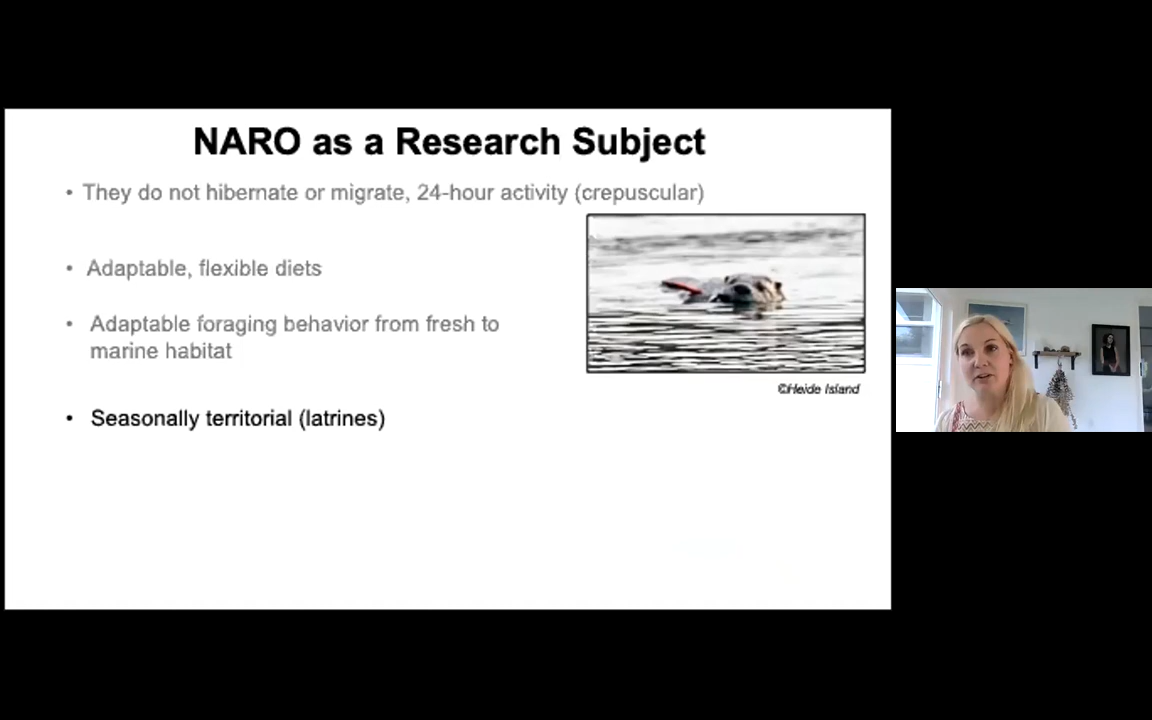 NARO as a Research Subject
• They do not hibernate or migrate, 24-hour activity (crepuscular)
• Adaptable, flexible diets
• Adaptable foraging behavior from fresh to
marine habitat
©Heide Island
• Seasonally territorial (latrines)